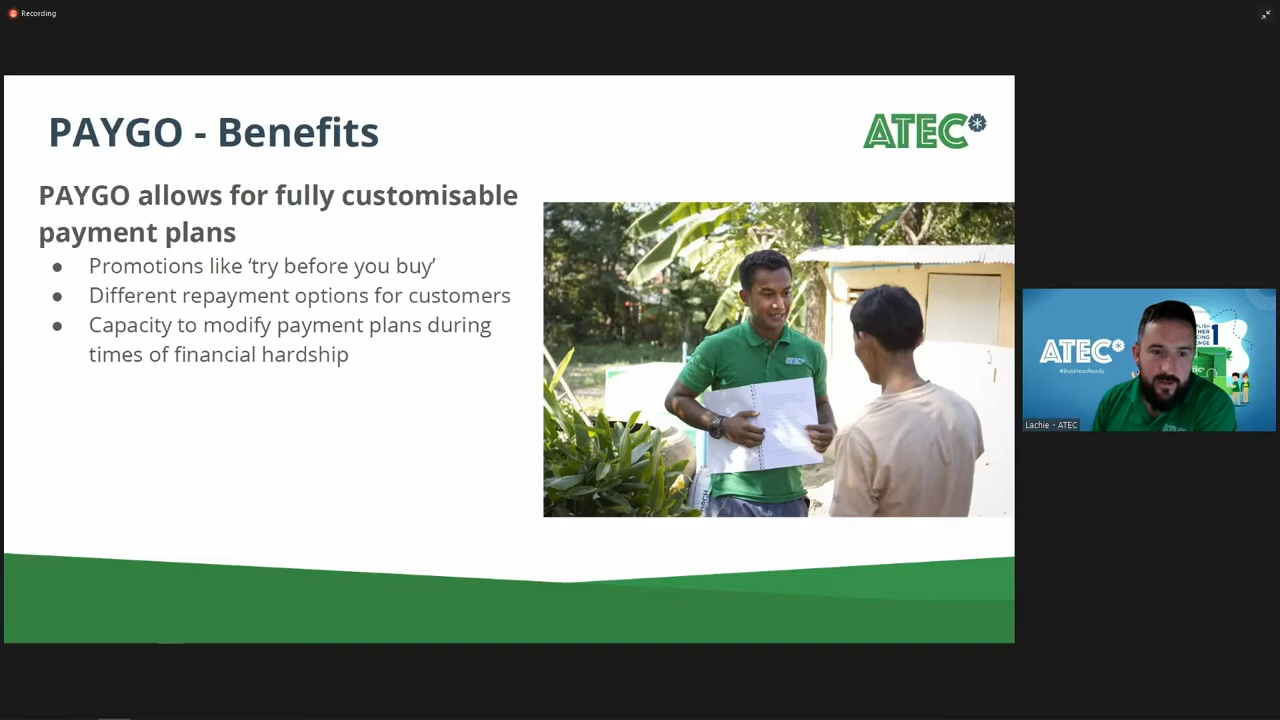 Recording
PAYGO - Benefits
ATEC*
PAYGO allows for fully customisable
payment plans
● Promotions like ‘try before you buy’
● Different repayment options for customers
● Capacity to modify payment plans during
times of financial hardship
ATEC*
#BusinessReady
Lachie - ATEC